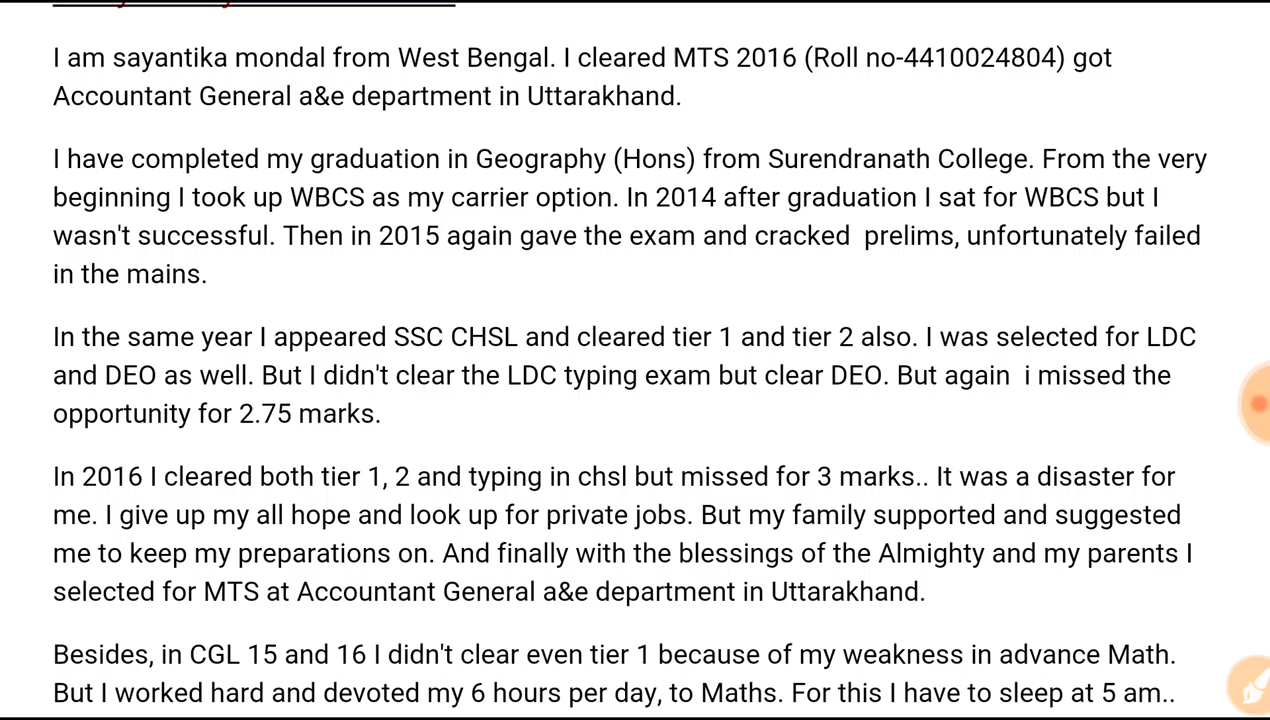 I am sayantika mondal from West Bengal. I cleared MTS 2016 (Roll no-4410024804) got
Accountant General a&e department in Uttarakhand.
I have completed my graduation in Geography (Hons) from Surendranath College. From the very
beginning I took up WBCS as my carrier option. In 2014 after graduation I sat for WBCS but I
wasn't successful. Then in 2015 again gave the exam and cracked  prelims, unfortunately failed
in the mains.
In the same year I appeared SSC CHSL and cleared tier 1 and tier 2 also. I was selected for LDC
and DEO as well. But I didn't clear the LDC typing exam but clear DEO. But again  i missed the
opportunity for 2.75 marks.
In 2016 I cleared both tier 1, 2 and typing in chsl but missed for 3 marks.. It was a disaster for
me. I give up my all hope and look up for private jobs. But my family supported and suggested
me to keep my preparations on. And finally with the blessings of the Almighty and my parents I
selected for MTS at Accountant General a&e department in Uttarakhand.
Besides, in CGL 15 and 16 I didn't clear even tier 1 because of my weakness in advance Math.
But I worked hard and devoted my 6 hours per day, to Maths. For this I have to sleep at 5 am..